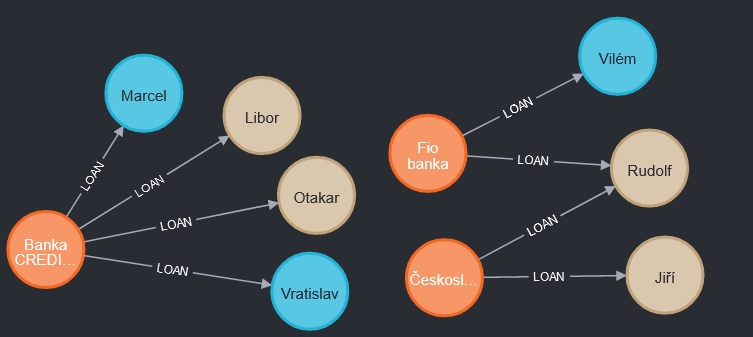 Marcel
LOAN
Libor
LOAN
Otakar
LOAN
Banka
CREDI...
LOAN
Vratislav
Vilém
LOAN
Fio
banka
LOAN
Rudolf
LOAN
Českosl...
LOAN
Jiří